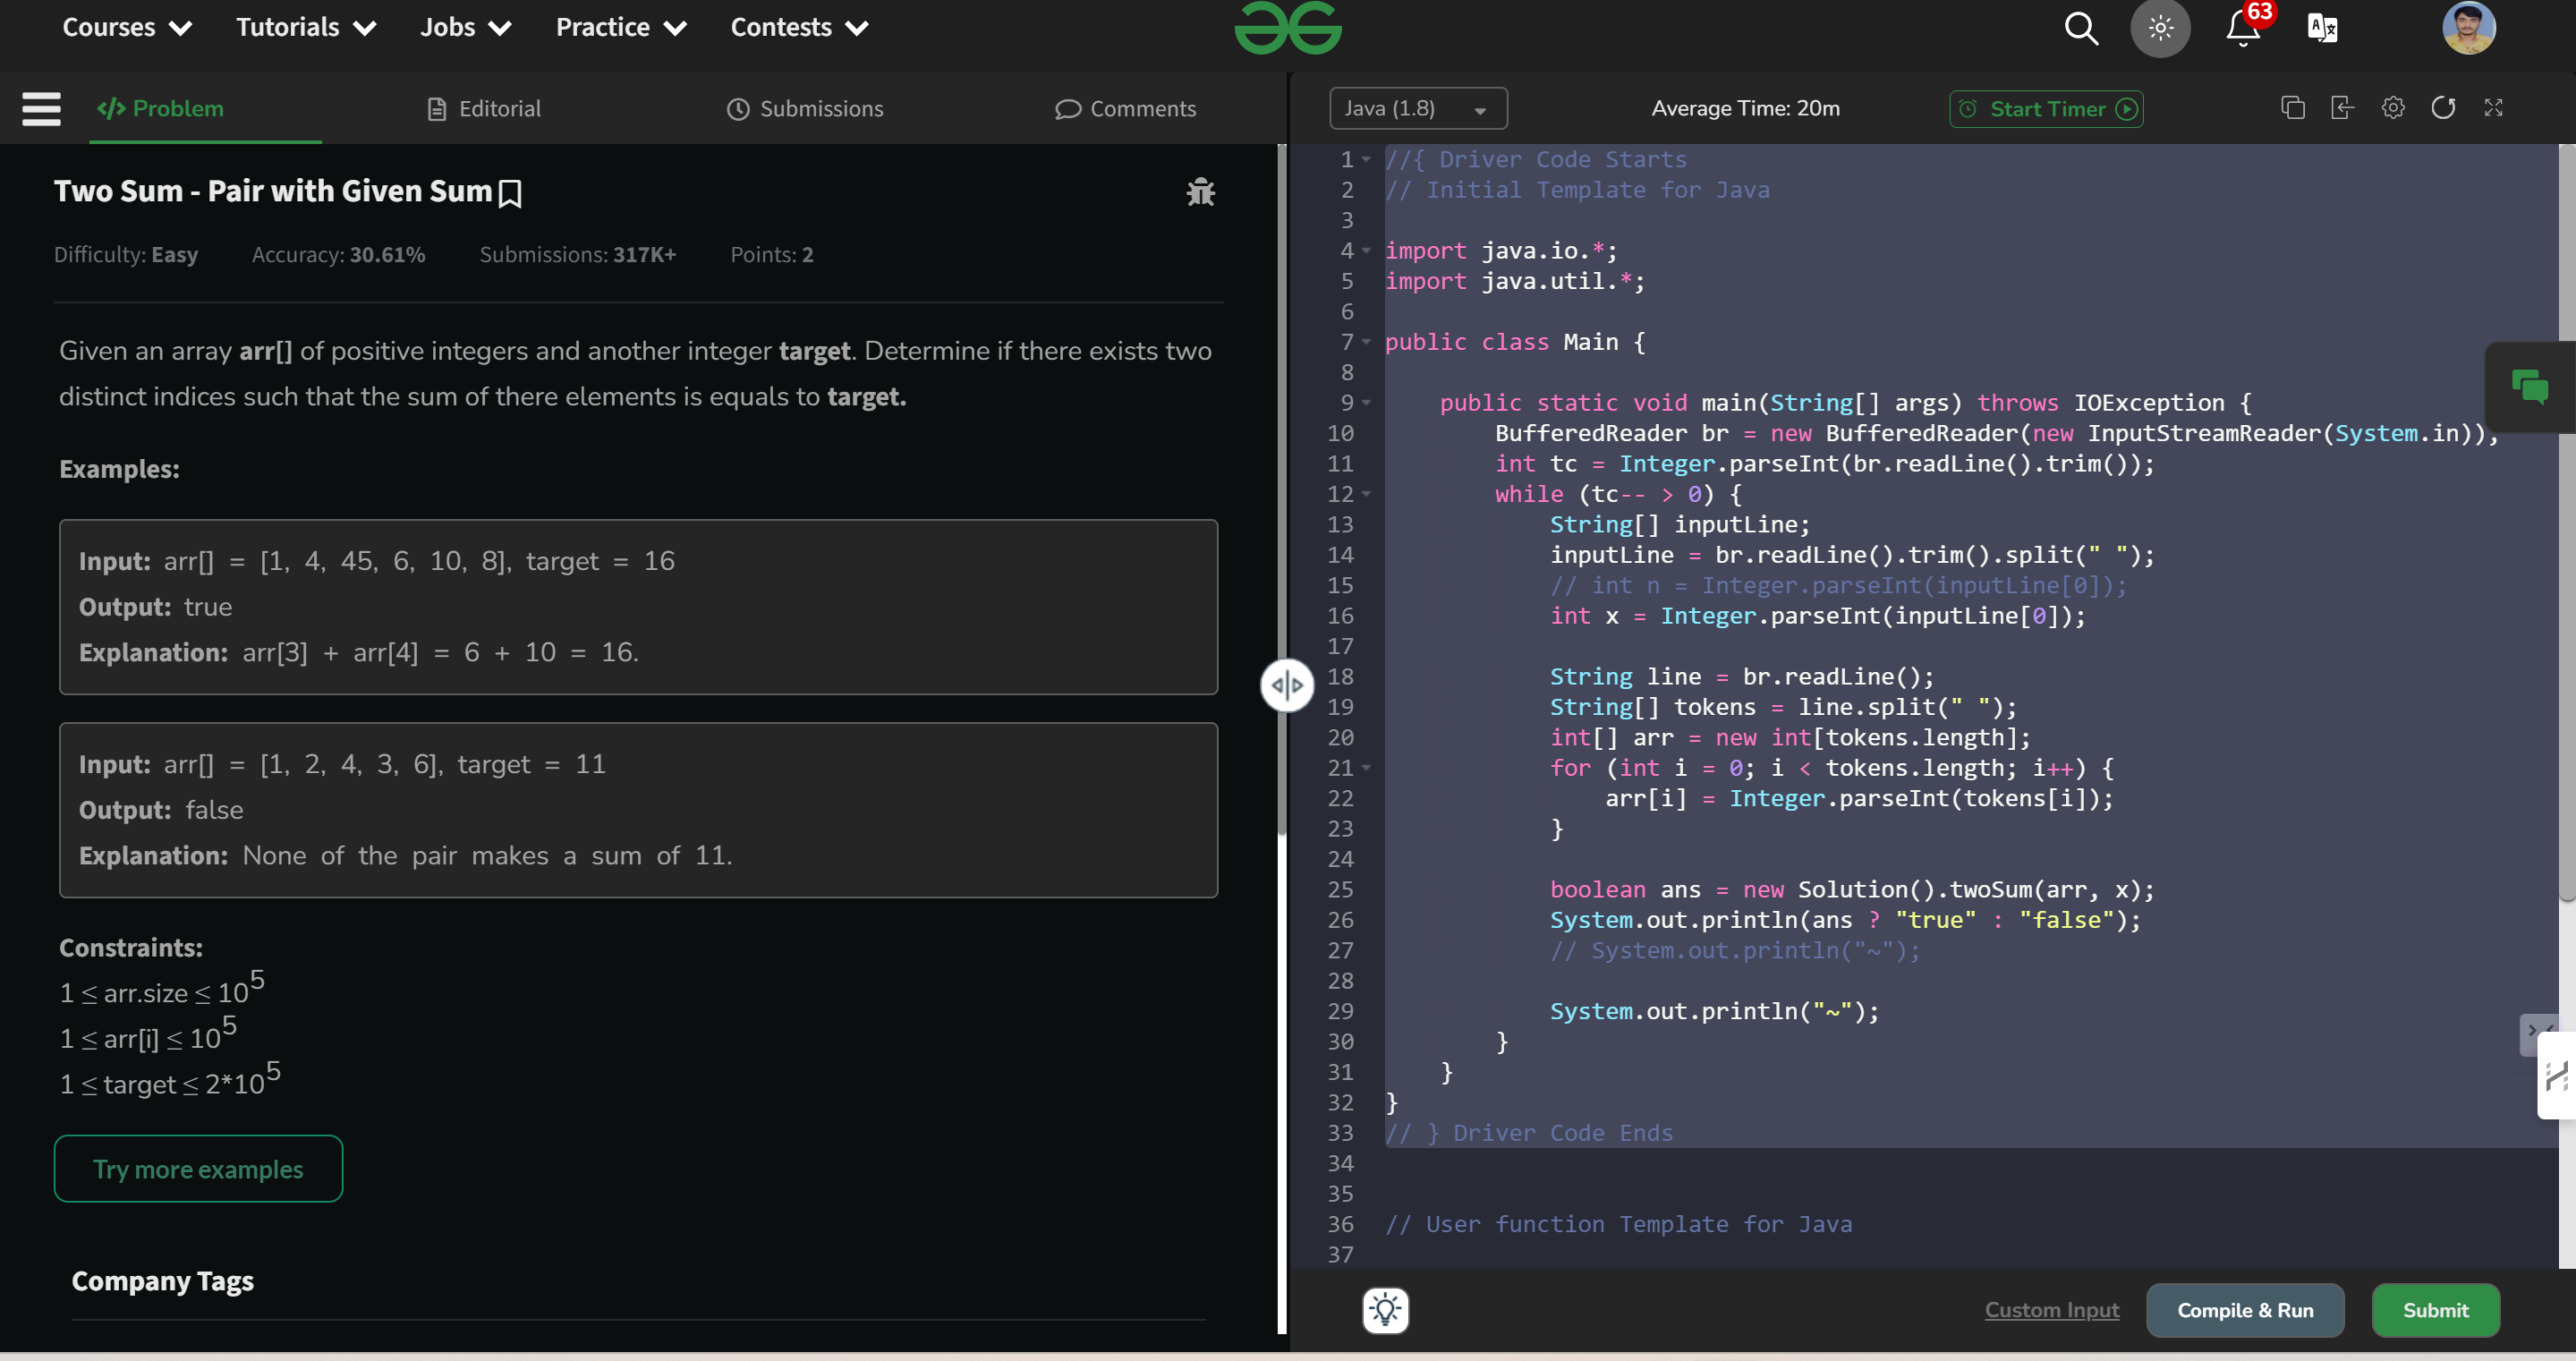 Courses Tutorials Jobs Practice Contests 63
Problem Editorial Submissions Comments
Two Sum - Pair with Given Sum
Difficulty: Easy Accuracy: 30.61% Submissions: 317K+ Points: 2
Given an array arr[] of positive integers and another integer target. Determine if there exists two
distinct indices such that the sum of there elements is equals to target.
Examples:
Input: arr[] = [1, 4, 45, 6, 10, 8], target = 16
Output: true
Explanation: arr[3] + arr[4] = 6 + 10 = 16.
Input: arr[] = [1, 2, 4, 3, 6], target = 11
Output: false
Explanation: None of the pair makes a sum of 11.
Constraints:
1 ≤ arr.size ≤ 10^5
1 ≤ arr[i] ≤ 10^5
1 ≤ target ≤ 2*10^5
Try more examples
Company Tags
Java (1.8) Average Time: 20m Start Timer
1 //{ Driver Code Starts
2 // Initial Template for Java
3
4 import java.io.*;
5 import java.util.*;
6
7 public class Main {
8
9 public static void main(String[] args) throws IOException {
10 BufferedReader br = new BufferedReader(new InputStreamReader(System.in));
11 int tc = Integer.parseInt(br.readLine().trim());
12 while (tc-- > 0) {
13 String[] inputLine;
14 inputLine = br.readLine().trim().split(" ");
15 // int n = Integer.parseInt(inputLine[0]);
16 int x = Integer.parseInt(inputLine[0]);
17
18 String line = br.readLine();
19 String[] tokens = line.split(" ");
20 int[] arr = new int[tokens.length];
21 for (int i = 0; i < tokens.length; i++) {
22 arr[i] = Integer.parseInt(tokens[i]);
23 }
24
25 boolean ans = new Solution().twoSum(arr, x);
26 System.out.println(ans ? "true" : "false");
27 // System.out.println("~");
28
29 System.out.println("~");
30 }
31 }
32 }
33 // } Driver Code Ends
34
35
36 // User function Template for Java
37
Custom Input Compile & Run Submit